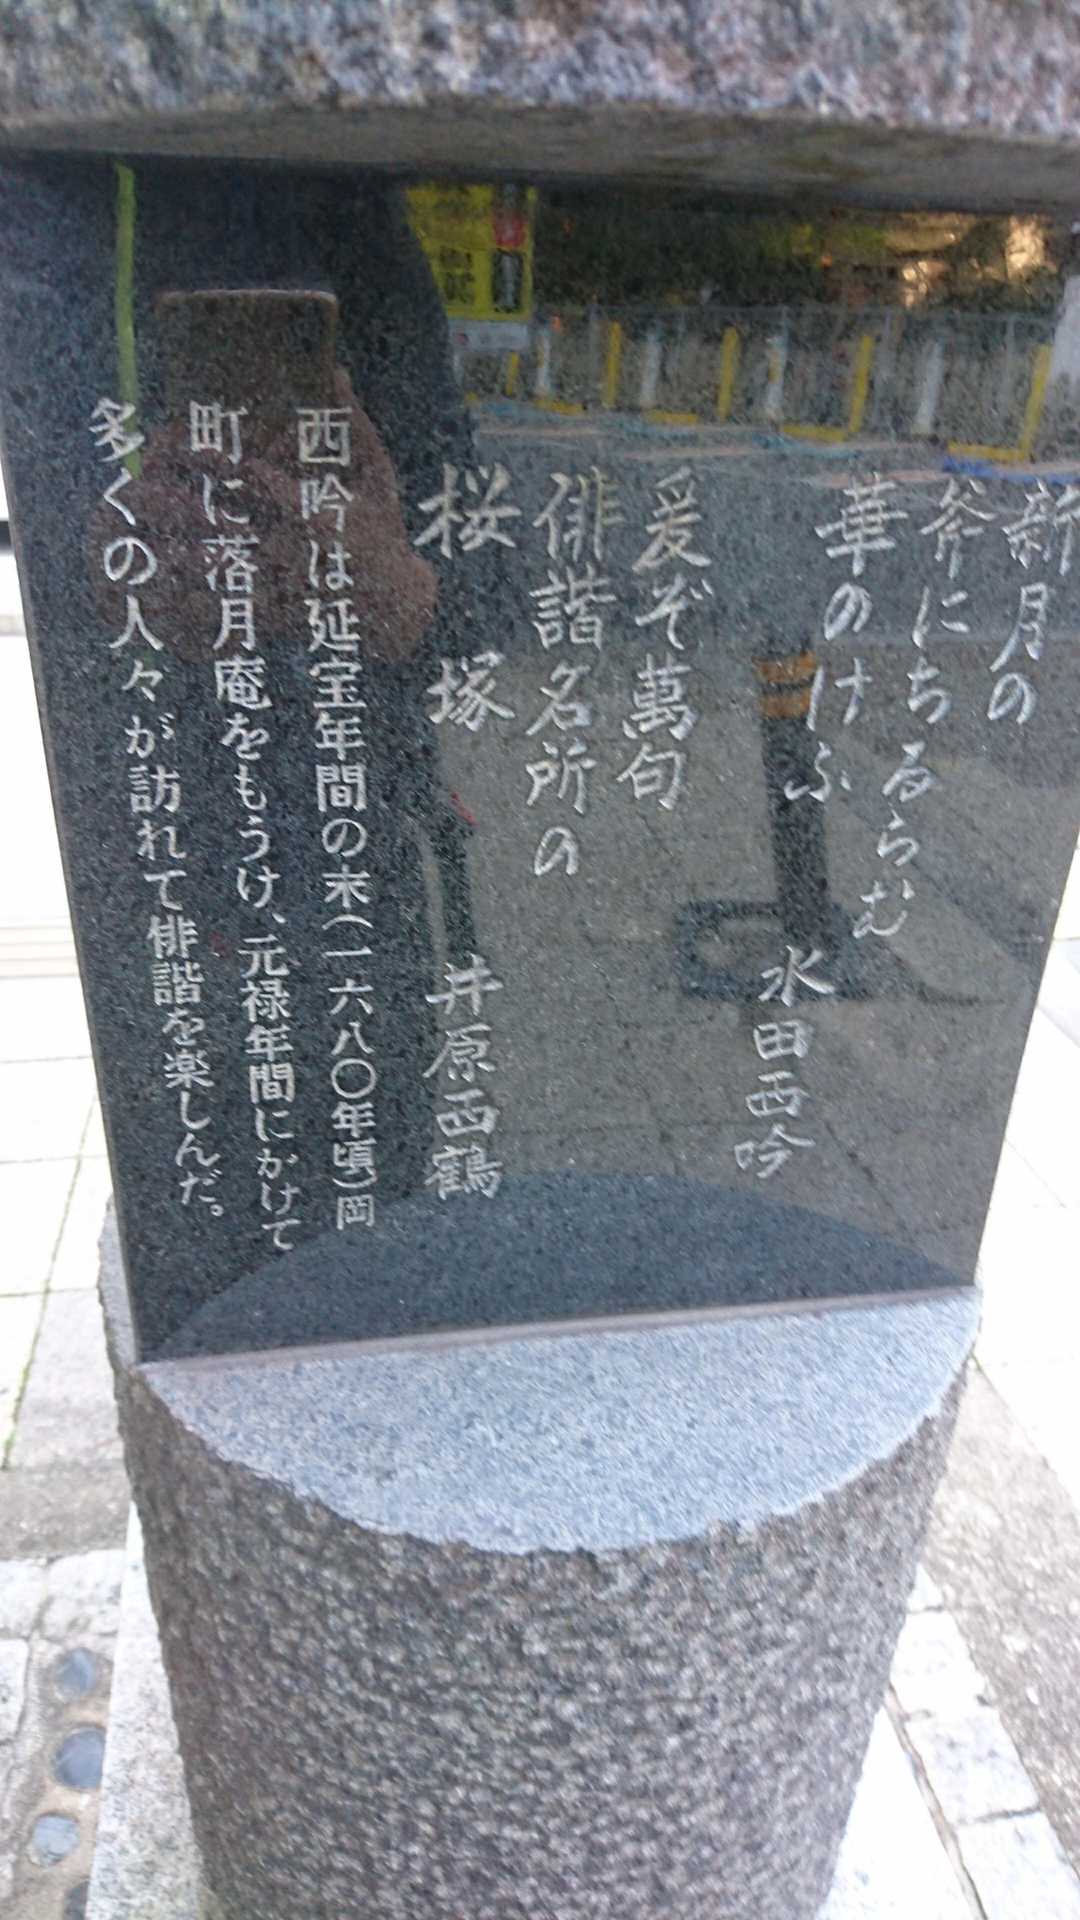 新月の
斧にちるらむ
華のけふ
水田西吟
爰ぞ萬句
俳諧名所の
桜塚
井原西鶴
西吟は延宝年間の末(一六八〇年頃)岡
町に落月庵をもうけ、元禄年間にかけて
多くの人々が訪れて俳諧を楽しんだ。